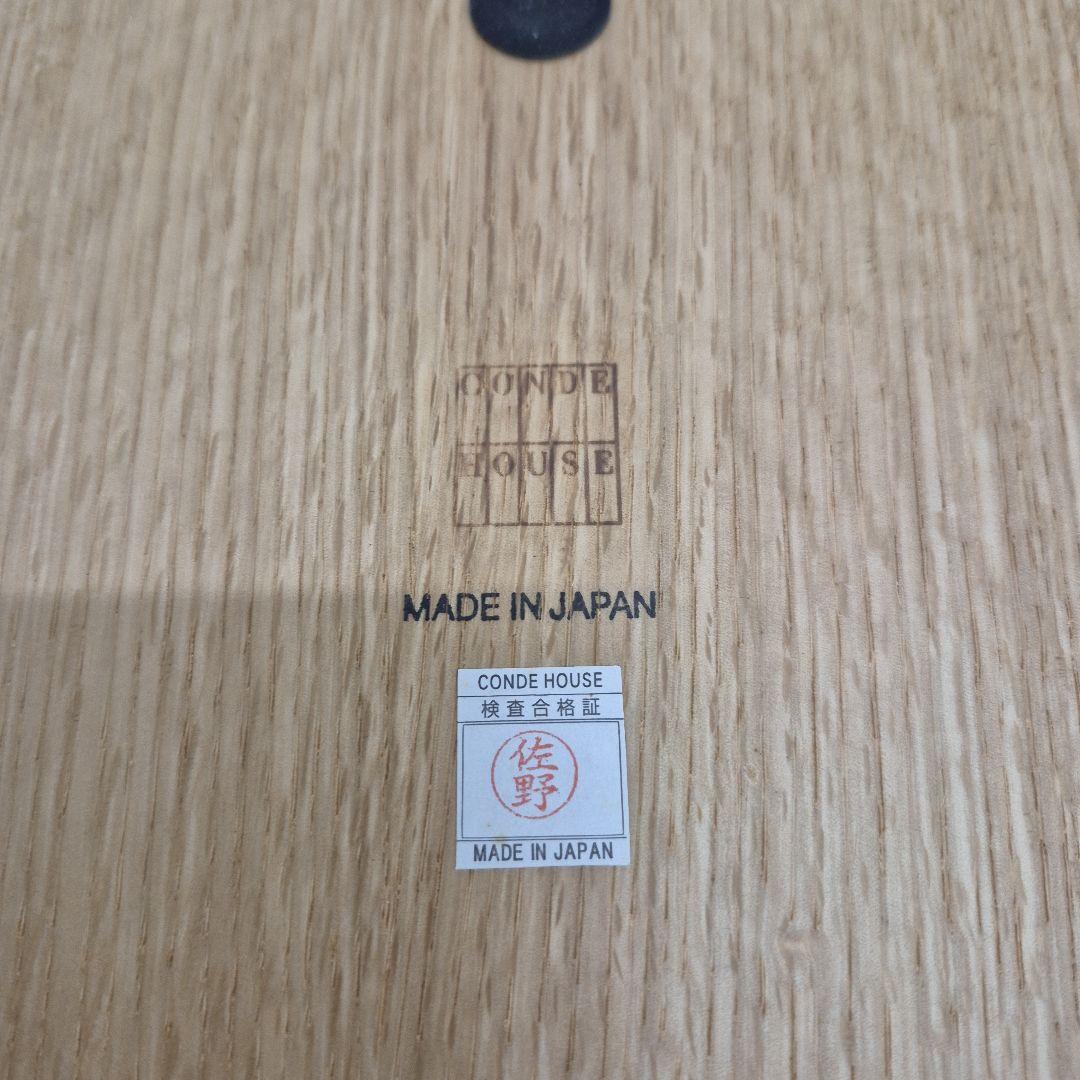 CONDE
HOUSE
MADE IN JAPAN
CONDE HOUSE
検査合格証
佐野
MADE IN JAPAN